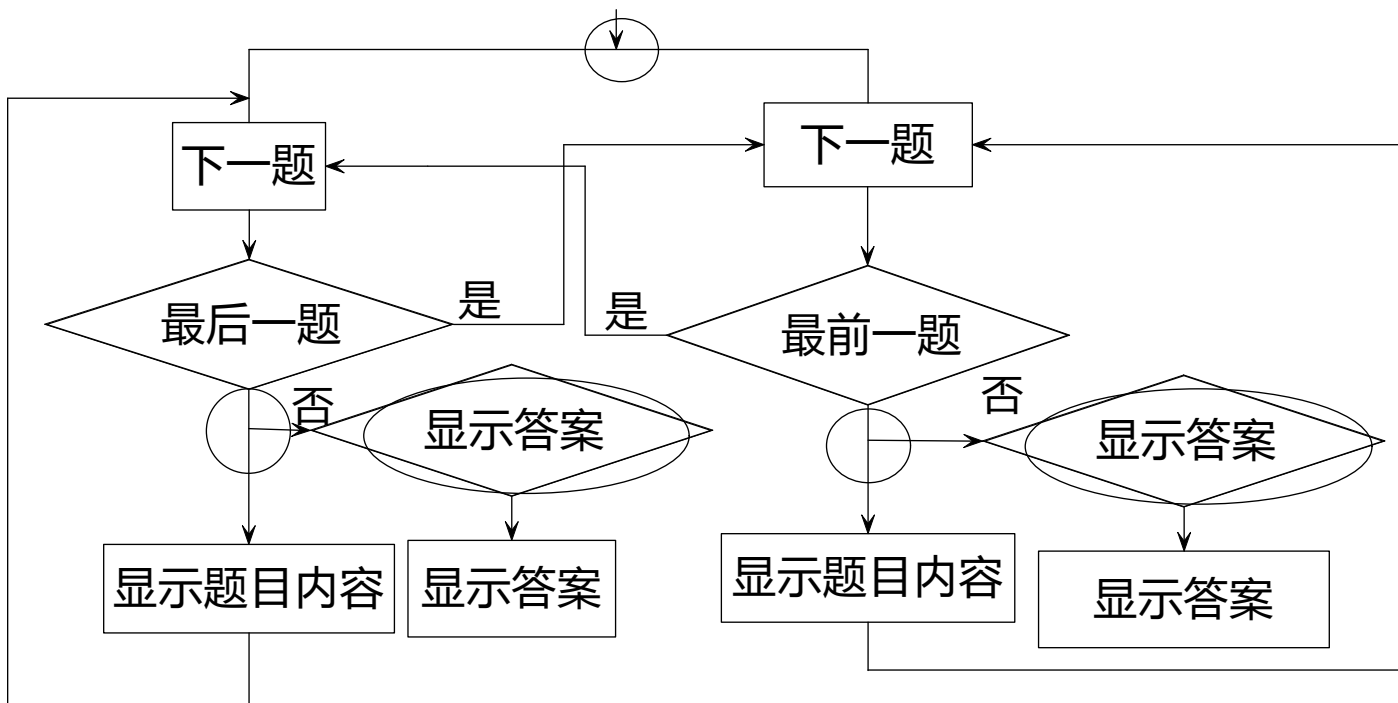 下一题
下一题
最后一题
是
是
最前一题
否
显示答案
否
显示答案
显示题目内容
显示答案
显示题目内容
显示答案